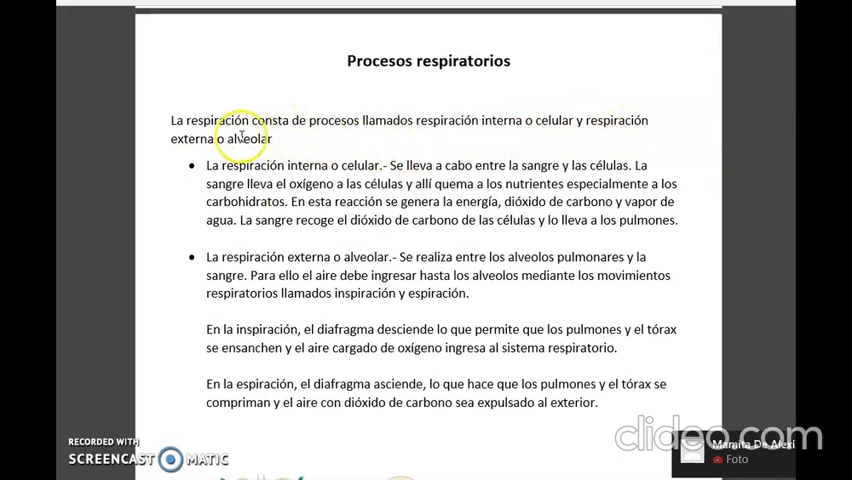 Procesos respiratorios
La respiración consta de procesos llamados respiración interna o celular y respiración
externa o alveolar
La respiración interna o celular.- Se lleva a cabo entre la sangre y las células. La
sangre lleva el oxígeno a las células y allí quema a los nutrientes especialmente a los
carbohidratos. En esta reacción se genera la energía, dióxido de carbono y vapor de
agua. La sangre recoge el dióxido de carbono de las células y lo lleva a los pulmones.
La respiración externa o alveolar.- Se realiza entre los alveolos pulmonares y la
sangre. Para ello el aire debe ingresar hasta los alveolos mediante los movimientos
respiratorios llamados inspiración y espiración.
En la inspiración, el diafragma desciende lo que permite que los pulmones y el tórax
se ensanchen y el aire cargado de oxígeno ingresa al sistema respiratorio.
En la espiración, el diafragma asciende, lo que hace que los pulmones y el tórax se
compriman y el aire con dióxido de carbono sea expulsado al exterior.
clideo.com
Mamita De Alexi
Foto
RECORDED WITH
SCREENCAST MATIC